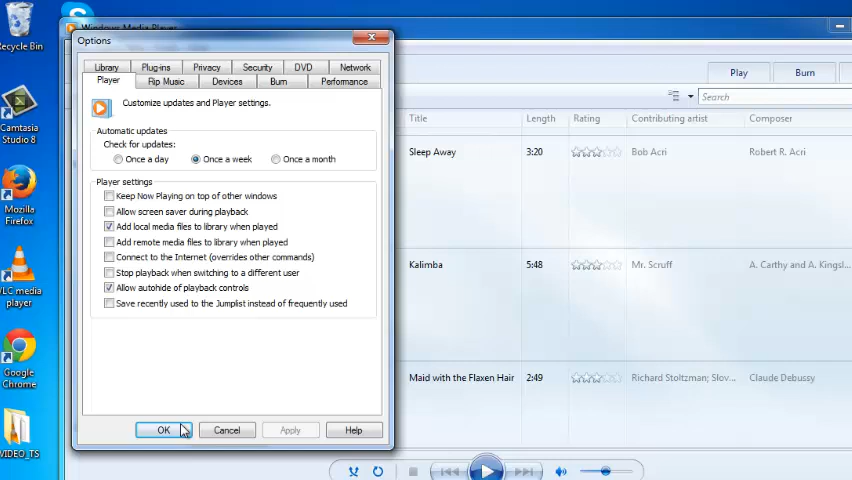 Recycle Bin
Camtasia
Studio 8
Mozilla
Firefox
VLC media
player
Google
Chrome
VIDEO_TS
Windows Media Player
Options
Library Plug-ins Privacy Security DVD Network
Player Rip Music Devices Burn Performance
Customize updates and Player settings.
Automatic updates
Check for updates:
Once a day Once a week Once a month
Player settings
Keep Now Playing on top of other windows
Allow screen saver during playback
Add local media files to library when played
Add remote media files to library when played
Connect to the Internet (overrides other commands)
Stop playback when switching to a different user
Allow autohide of playback controls
Save recently used to the Jumplist instead of frequently used
OK Cancel Apply Help
Play Burn
Search
Title Length Rating Contributing artist Composer
Sleep Away 3:20 Bob Acri Robert R. Acri
Kalimba 5:48 Mr. Scruff A. Carthy and A. Kingsl...
Maid with the Flaxen Hair 2:49 Richard Stoltzman; Slov... Claude Debussy